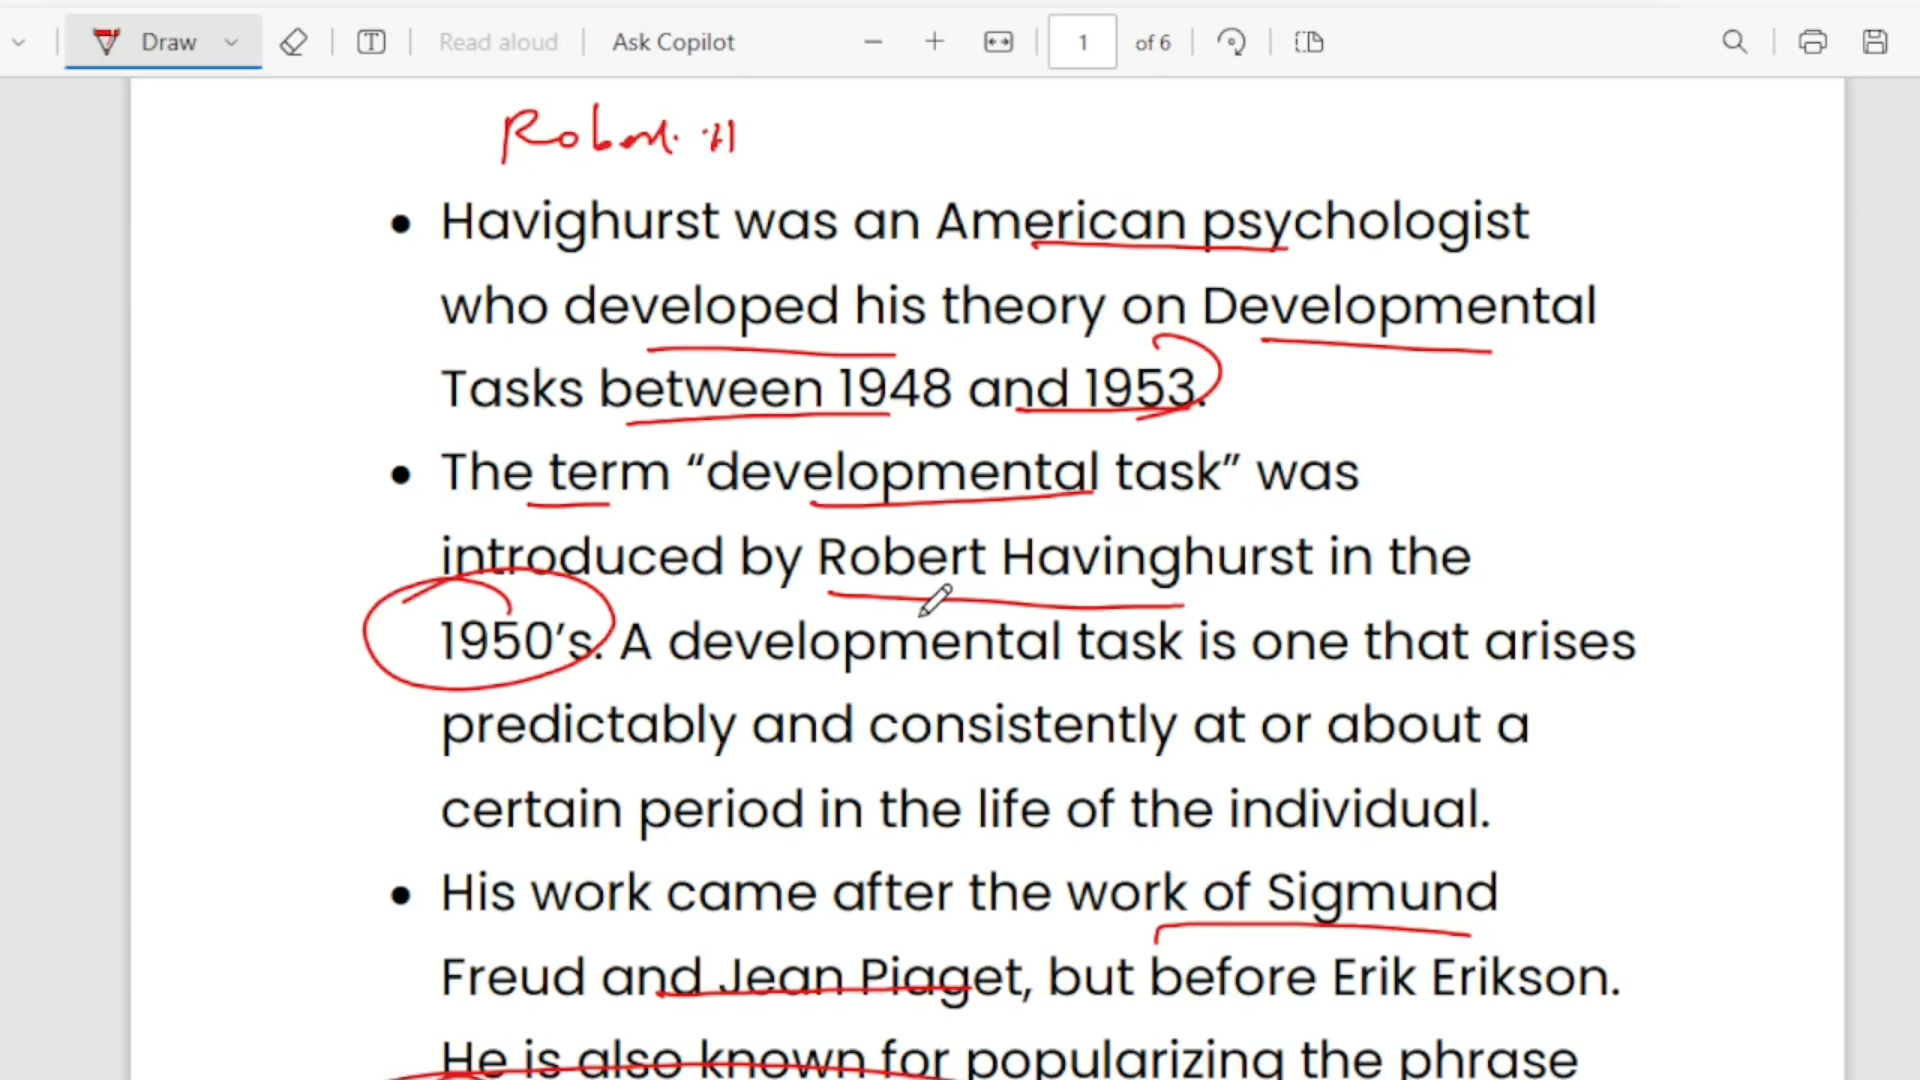 Draw
Read aloud
Ask Copilot
1
of 6
Robert. H
• Havighurst was an American psychologist
who developed his theory on Developmental
Tasks between 1948 and 1953.
• The term “developmental task” was
introduced by Robert Havinghurst in the
1950’s. A developmental task is one that arises
predictably and consistently at or about a
certain period in the life of the individual.
• His work came after the work of Sigmund
Freud and Jean Piaget, but before Erik Erikson.
He is also known for popularizing the phrase